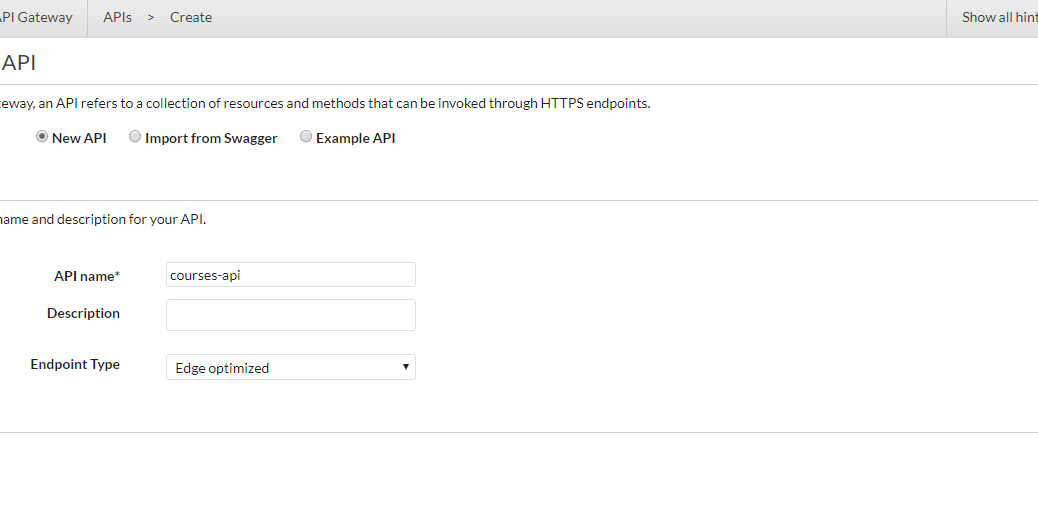 API Gateway APIs > Create Show all hint
API
eway, an API refers to a collection of resources and methods that can be invoked through HTTPS endpoints.
New API Import from Swagger Example API
name and description for your API.
API name* courses-api
Description
Endpoint Type Edge optimized